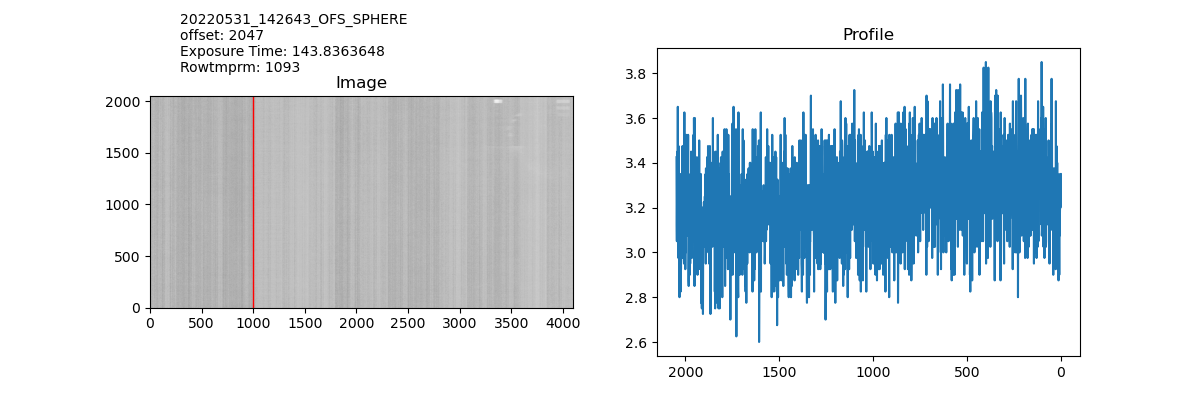 20220531_142643_OFS_SPHERE
offset: 2047
Exposure Time: 143.8363648
Rowtmprm: 1093
Image
2000
1500
1000
500
0
0 500 1000 1500 2000 2500 3000 3500 4000
Profile
3.8
3.6
3.4
3.2
3.0
2.8
2.6
2000 1500 1000 500 0